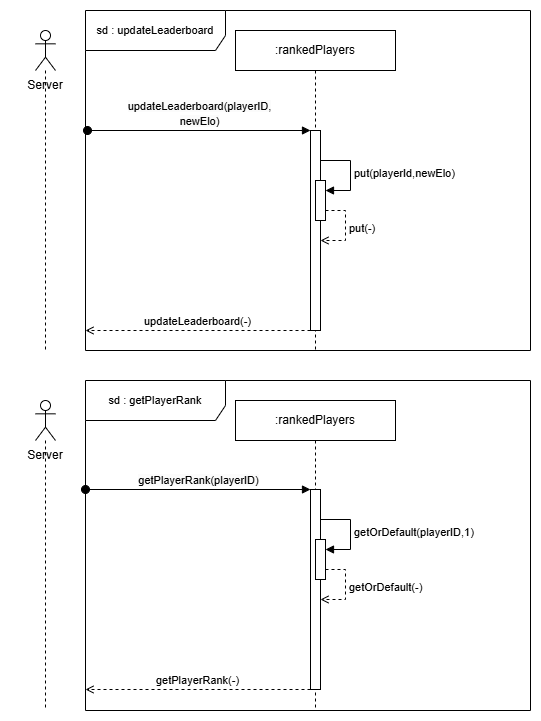 sd : updateLeaderboard
:rankedPlayers
Server
updateLeaderboard(playerID,
newElo)
put(playerId,newElo)
put(-)
updateLeaderboard(-)
sd : getPlayerRank
:rankedPlayers
Server
getPlayerRank(playerID)
getOrDefault(playerID,1)
getOrDefault(-)
getPlayerRank(-)